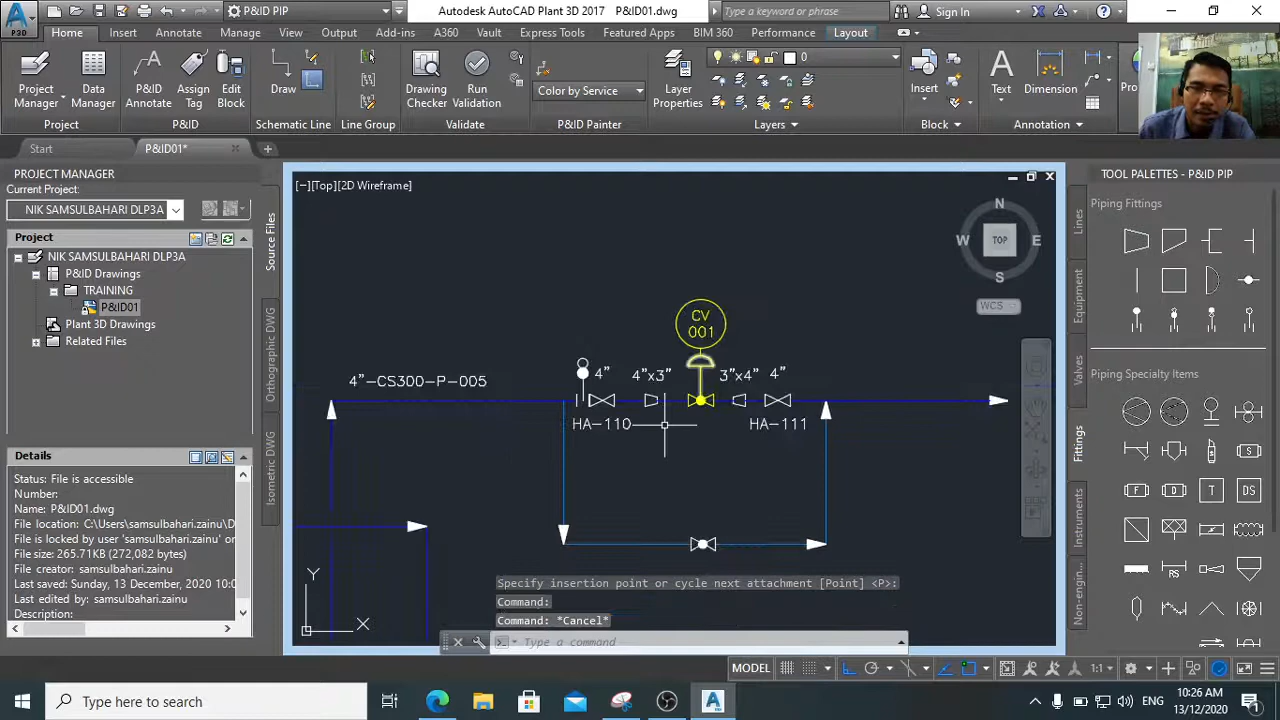 P&ID PIP
Autodesk AutoCAD Plant 3D 2017 P&ID01.dwg
Type a keyword or phrase
Sign In
P3D
Home Insert Annotate Manage View Output Add-ins A360 Vault Express Tools Featured Apps BIM 360 Performance Layout
Project Manager
Data Manager
P&ID Annotate
Assign Tag
Edit Block
Draw
Drawing Checker
Run Validation
Color by Service
Layer Properties
0
Insert
Text
Dimension
Project P&ID Schematic Line Line Group Validate P&ID Painter Layers Block Annotation
Start
P&ID01*
PROJECT MANAGER
Current Project:
NIK SAMSULBAHARI DLP3A
Project
NIK SAMSULBAHARI DLP3A
P&ID Drawings
TRAINING
P&ID01
Plant 3D Drawings
Related Files
Details
Status: File is accessible
Number:
Name: P&ID01.dwg
File location: C:\Users\samsulbahari.zainu\D
File is locked by user 'samsulbahari.zainu' on
File size: 265.71KB (272,082 bytes)
File creator: samsulbahari.zainu
Last saved: Sunday, 13 December, 2020 10:0
Last edited by: samsulbahari.zainu
Description:
Source Files
Orthographic DWG
Isometric DWG
[−][Top][2D Wireframe]
N
W TOP E
S
WCS
CV
001
4"-CS300-P-005
4" 4"x3" 3"x4" 4"
HA-110 HA-111
Y
X
Specify insertion point or cycle next attachment [Point] <P>:
Command:
Command: *Cancel*
Type a command
TOOL PALETTES - P&ID PIP
Piping Fittings
Piping Specialty Items
F D T DS
S
RS
Lines
Equipment
Valves
Fittings
Instruments
Non-engin...
MODEL
1:1
Type here to search
ENG
10:26 AM
13/12/2020